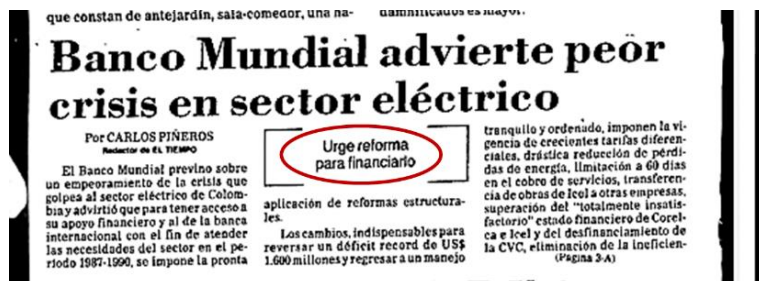 que constan de antejardín, sala-comedor, una ha-
damnificados es mayor.
Banco Mundial advierte peor
crisis en sector eléctrico
Por CARLOS PIÑEROS
Redactor de EL TIEMPO
El Banco Mundial previno sobre
un empeoramiento de la crisis que
golpea al sector eléctrico de Colom-
bia y advirtió que para tener acceso a
su apoyo financiero y al de la banca
internacional con el fin de atender
las necesidades del sector en el pe-
ríodo 1987-1990, se impone la pronta
Urge reforma
para financiarlo
aplicación de reformas estructura-
les.
Los cambios, indispensables para
reversar un déficit record de US$
1.600 millones y regresar a un manejo
tranquilo y ordenado, imponen la vi-
gencia de crecientes tarifas diferen-
ciales, drástica reducción de pérdi-
das de energía, limitación a 60 días
en el cobro de servicios, transferen-
cia de obras de Icel a otras empresas,
superación del "totalmente insatis-
factorio" estado financiero de Corel-
ca e Icel y del desfinanciamiento de
la CVC, eliminación de la ineficien-
(Página 3-A)